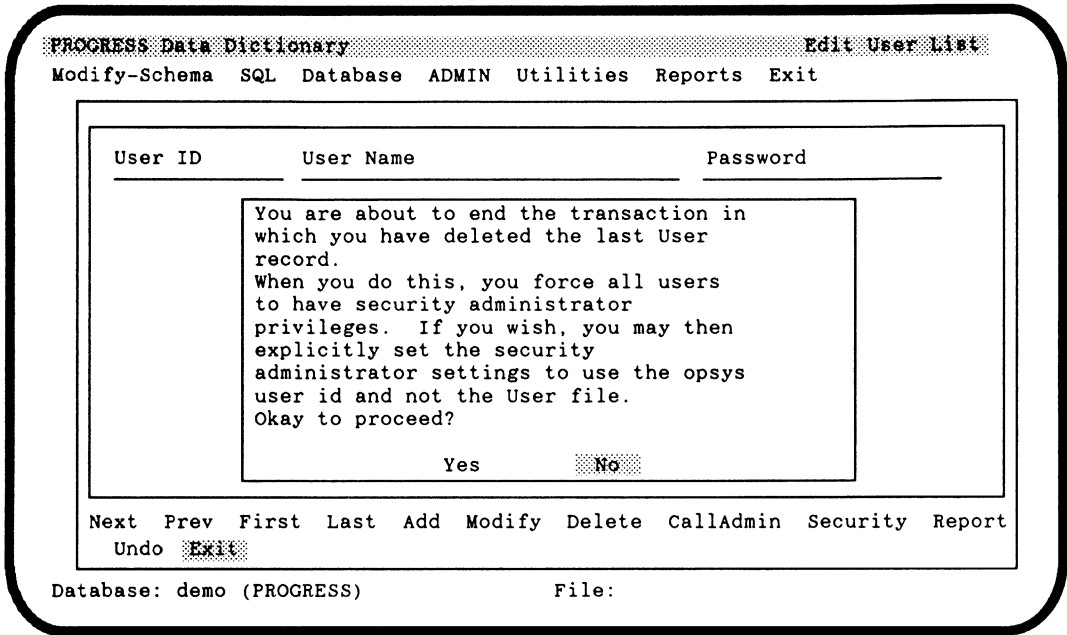 PROGRESS Data Dictionary Edit User List
Modify-Schema SQL Database ADMIN Utilities Reports Exit
User ID User Name Password
You are about to end the transaction in
which you have deleted the last User
record.
When you do this, you force all users
to have security administrator
privileges. If you wish, you may then
explicitly set the security
administrator settings to use the opsys
user id and not the User file.
Okay to proceed?
Yes No
Next Prev First Last Add Modify Delete CallAdmin Security Report
Undo Exit
Database: demo (PROGRESS) File: